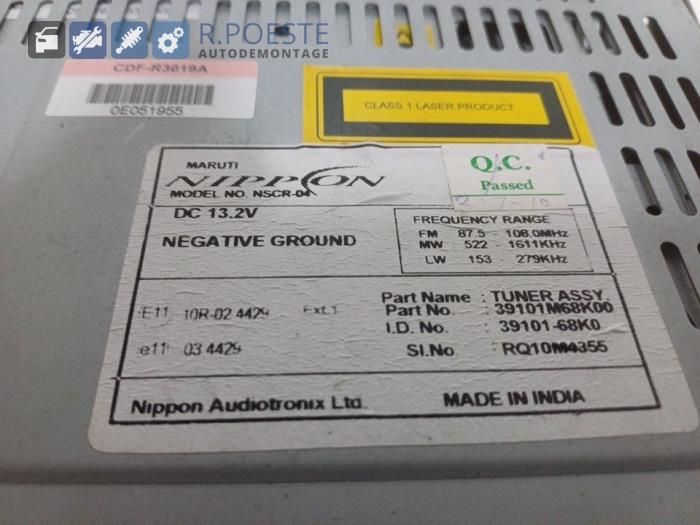 R.POESTE
AUTODEMONTAGE
CDF-R3019A
0E051955
CLASS 1 LASER PRODUCT
MARUTI
NIPPON
MODEL NO. NSCR-04
Q.C.
Passed
DC 13.2V
NEGATIVE GROUND
FREQUENCY RANGE
FM 87.5 - 108.0MHz
MW 522 - 1611KHz
LW 153 - 279KHz
E11 10R-02 4429 Ext.1
e11 03 4429
Part Name : TUNER ASSY.
Part No. : 39101M68K00
I.D. No. : 39101-68K0
Sl.No. : RQ10M4355
Nippon Audiotronix Ltd.
MADE IN INDIA